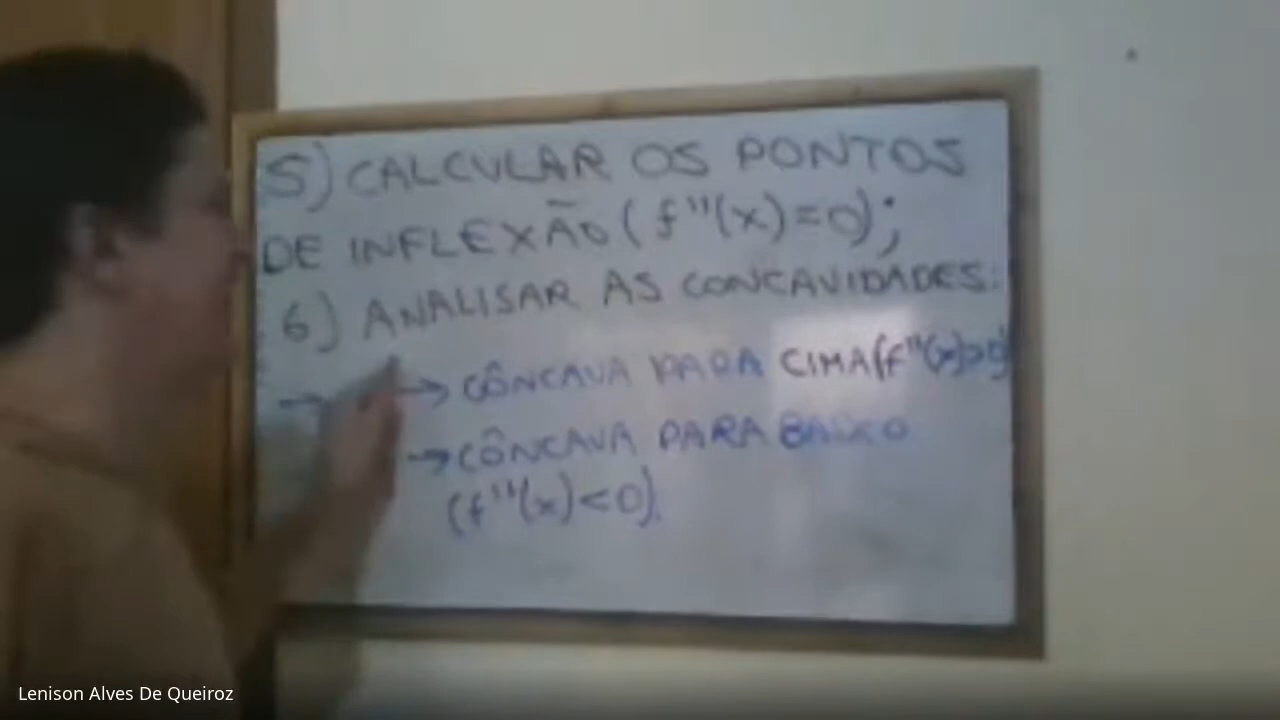 5) CALCULAR OS PONTOS
DE INFLEXÃO (f''(x)=0);
6) ANALISAR AS CONCAVIDADES:
→ → CÔNCAVA PARA CIMA (f''(x)>0)
→ CÔNCAVA PARA BAIXO
(f''(x)<0).
Lenison Alves De Queiroz